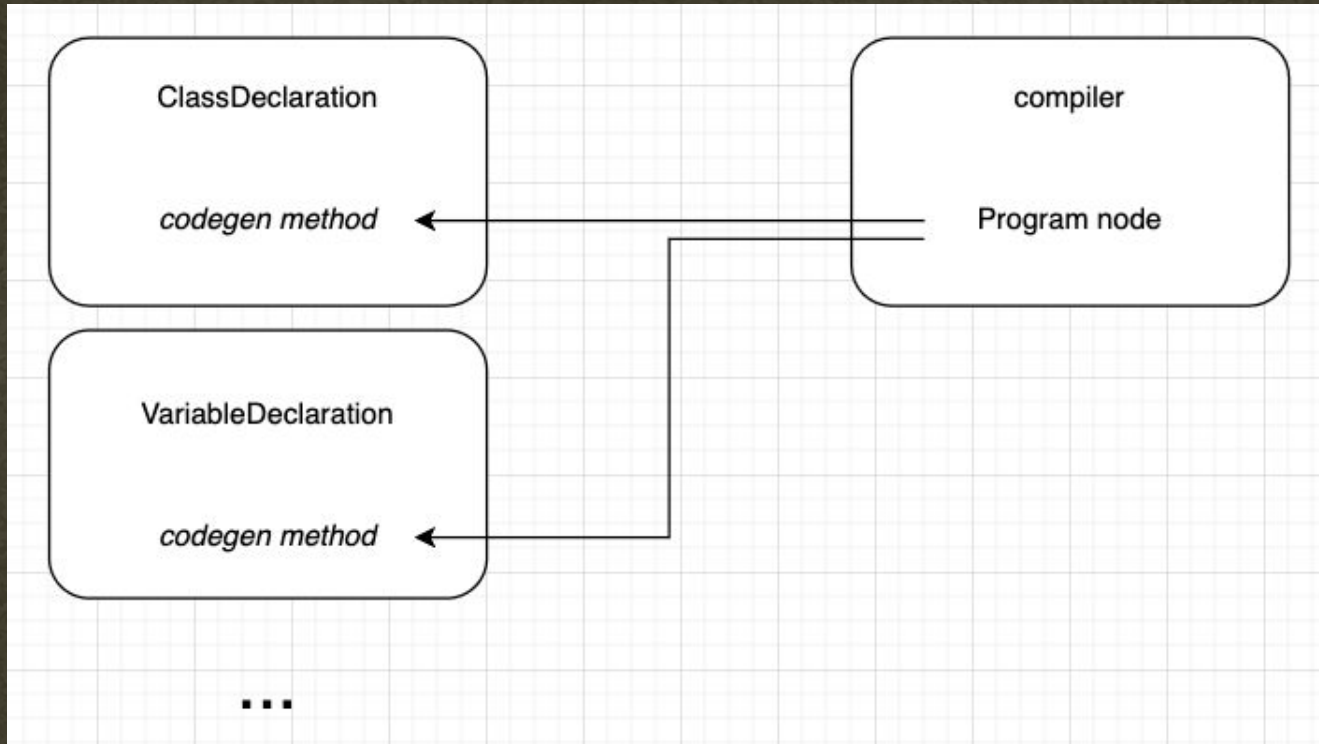 ClassDeclaration
codegen method
compiler
Program node
VariableDeclaration
codegen method
...